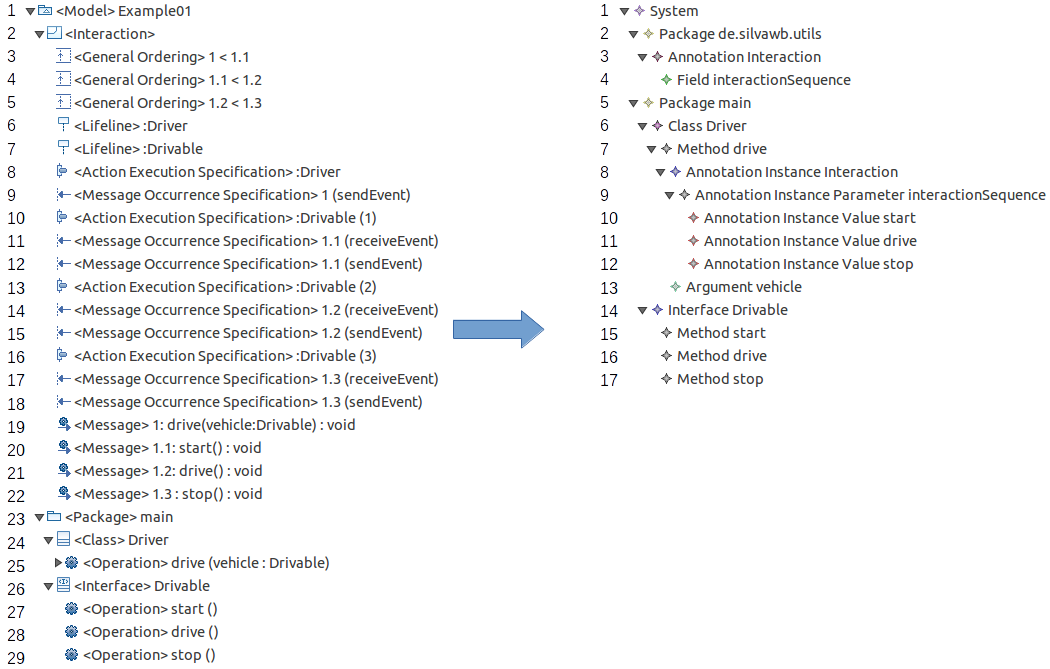 1 <Model> Example01
2 <Interaction>
3 <General Ordering> 1 < 1.1
4 <General Ordering> 1.1 < 1.2
5 <General Ordering> 1.2 < 1.3
6 <Lifeline> :Driver
7 <Lifeline> :Drivable
8 <Action Execution Specification> :Driver
9 <Message Occurrence Specification> 1 (sendEvent)
10 <Action Execution Specification> :Drivable (1)
11 <Message Occurrence Specification> 1.1 (receiveEvent)
12 <Message Occurrence Specification> 1.1 (sendEvent)
13 <Action Execution Specification> :Drivable (2)
14 <Message Occurrence Specification> 1.2 (receiveEvent)
15 <Message Occurrence Specification> 1.2 (sendEvent)
16 <Action Execution Specification> :Drivable (3)
17 <Message Occurrence Specification> 1.3 (receiveEvent)
18 <Message Occurrence Specification> 1.3 (sendEvent)
19 <Message> 1: drive(vehicle:Drivable) : void
20 <Message> 1.1: start() : void
21 <Message> 1.2: drive() : void
22 <Message> 1.3 : stop() : void
23 <Package> main
24 <Class> Driver
25 <Operation> drive (vehicle : Drivable)
26 <Interface> Drivable
27 <Operation> start ()
28 <Operation> drive ()
29 <Operation> stop ()
1 System
2 Package de.silvawb.utils
3 Annotation Interaction
4 Field interactionSequence
5 Package main
6 Class Driver
7 Method drive
8 Annotation Instance Interaction
9 Annotation Instance Parameter interactionSequence
10 Annotation Instance Value start
11 Annotation Instance Value drive
12 Annotation Instance Value stop
13 Argument vehicle
14 Interface Drivable
15 Method start
16 Method drive
17 Method stop